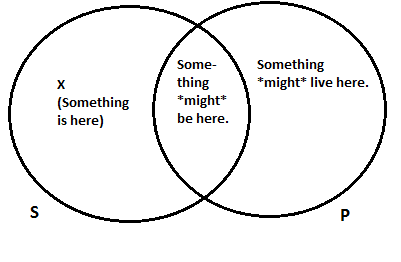 X
(Something
is here)
Some-
thing
*might*
be here.
Something
*might* live here.
S
P